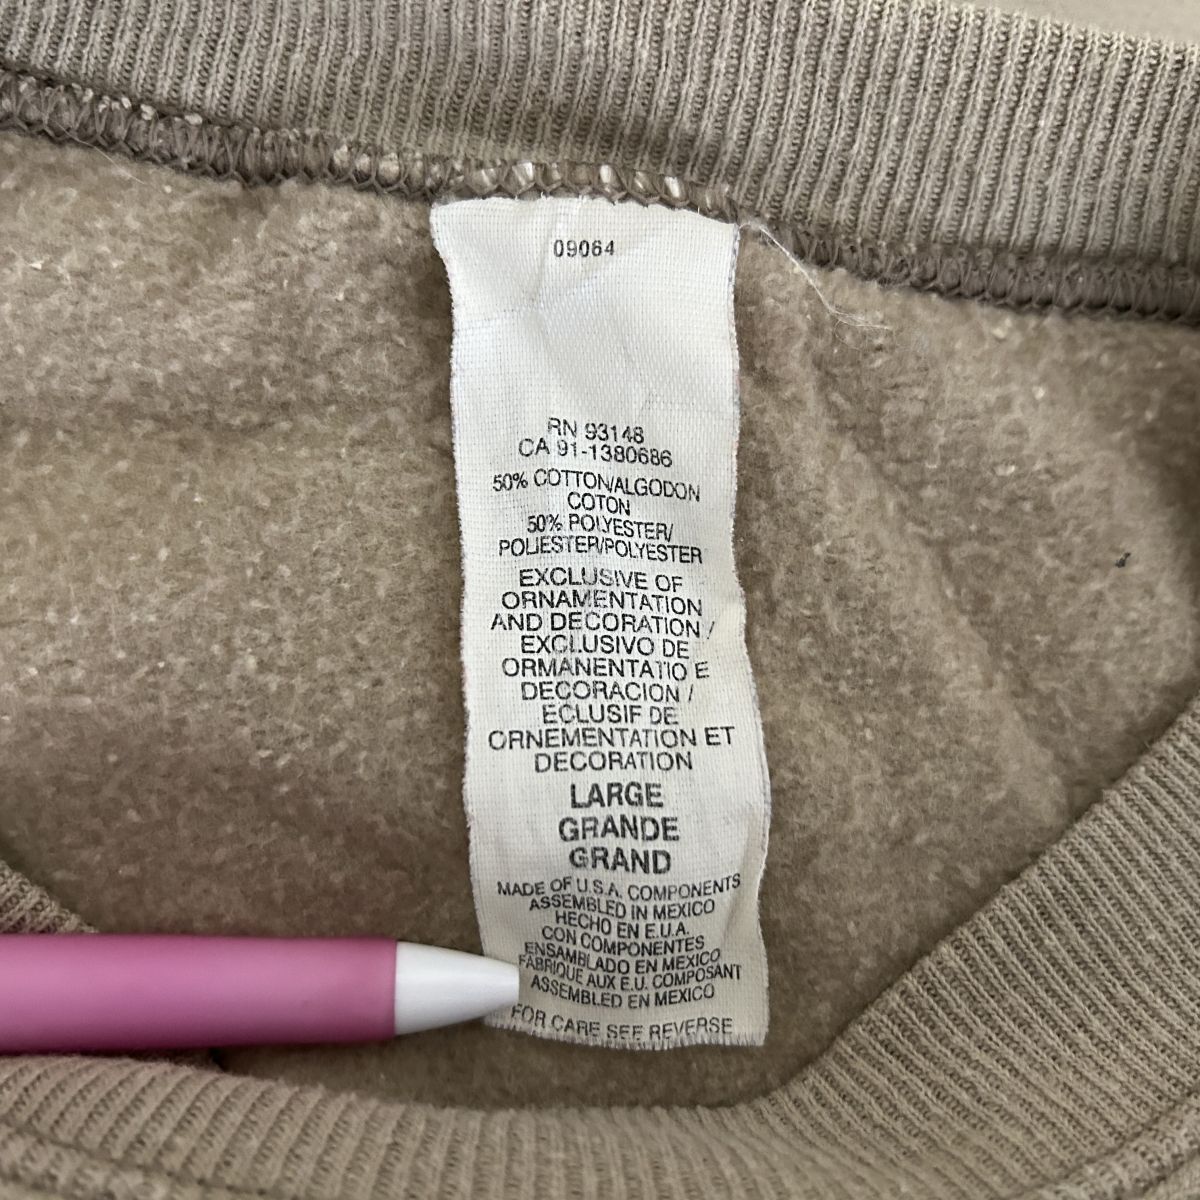 09064
RN 93148
CA 91-1380686
50% COTTON/ALGODON
COTON
50% POLYESTER/
POLIESTER/POLYESTER
EXCLUSIVE OF
ORNAMENTATION
AND DECORATION /
EXCLUSIVO DE
ORMANENTATIO E
DECORACION /
ECLUSIF DE
ORNEMENTATION ET
DECORATION
LARGE
GRANDE
GRAND
MADE OF U.S.A. COMPONENTS
ASSEMBLED IN MEXICO
HECHO EN E.U.A.
CON COMPONENTES
ENSAMBLADO EN MEXICO
FABRIQUE AUX E.U. COMPOSANT
ASSEMBLED EN MEXICO
FOR CARE SEE REVERSE